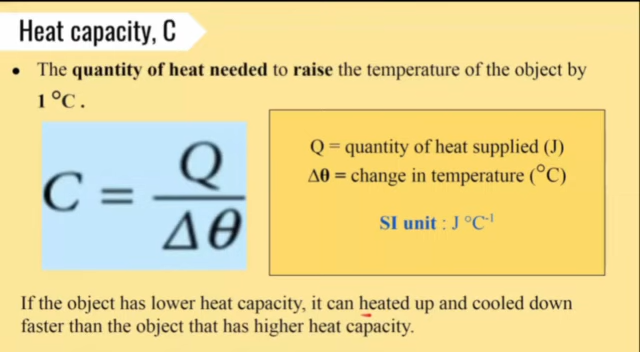 Heat capacity, C
• The quantity of heat needed to raise the temperature of the object by
1 °C .
C = Q / Δθ
Q = quantity of heat supplied (J)
Δθ = change in temperature (°C)
SI unit : J °C⁻¹
If the object has lower heat capacity, it can heated up and cooled down
faster than the object that has higher heat capacity.